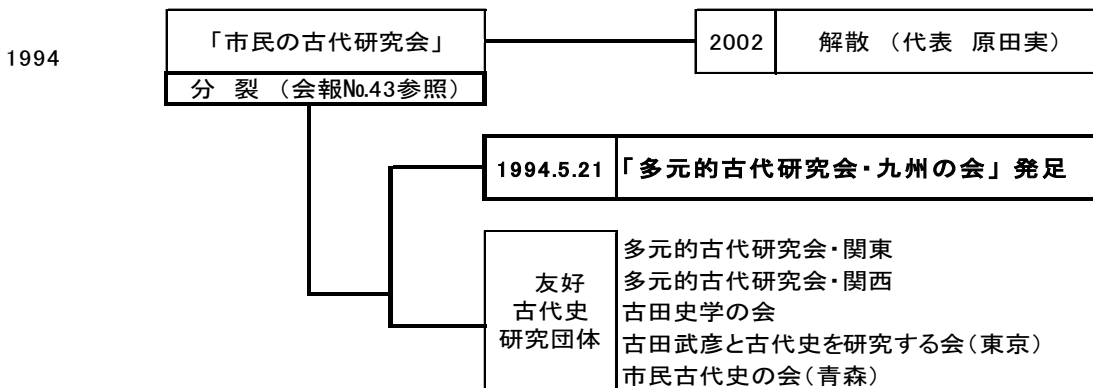 1994
「市民の古代研究会」
2002 解散 (代表 原田実)
分 裂 (会報№43参照)
1994.5.21 「多元的古代研究会・九州の会」 発足
友好
古代史
研究団体
多元的古代研究会・関東
多元的古代研究会・関西
古田史学の会
古田武彦と古代史を研究する会(東京)
市民古代史の会(青森)